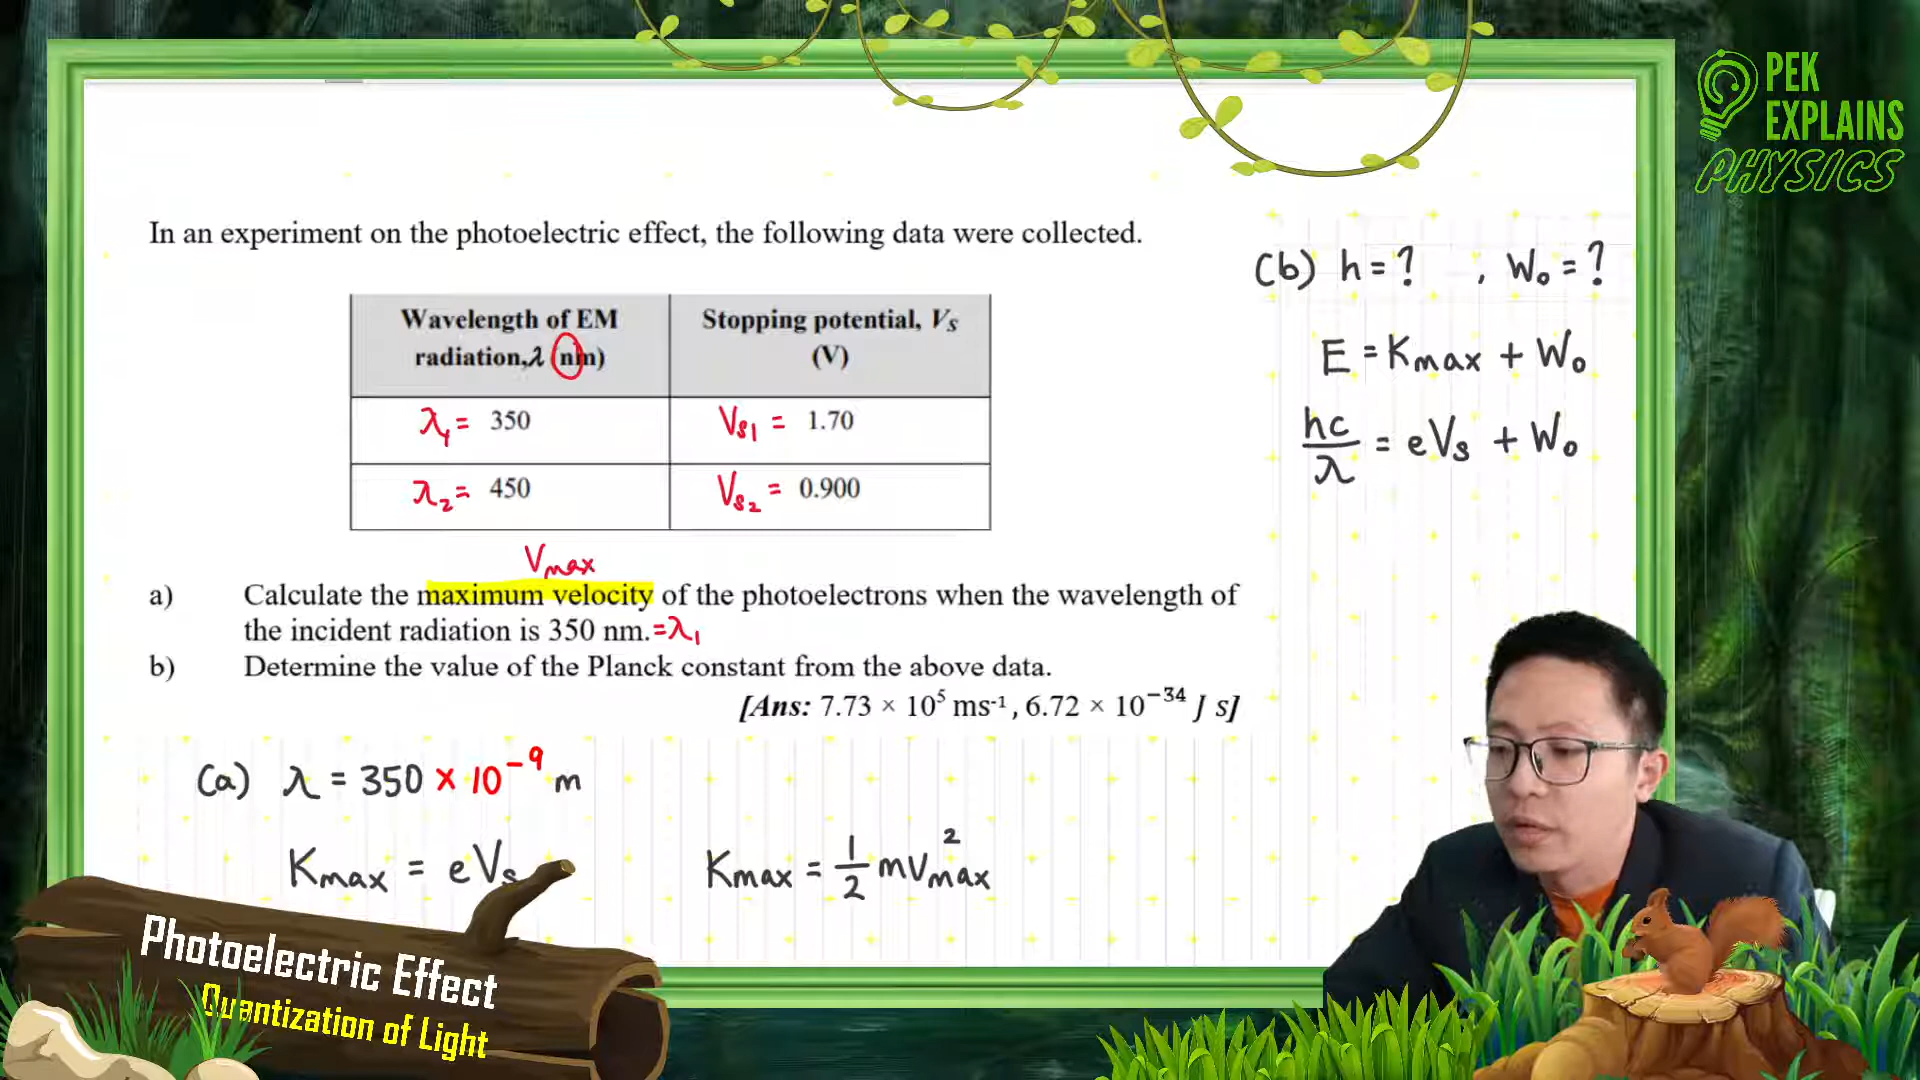 PEK
EXPLAINS
PHYSICS
In an experiment on the photoelectric effect, the following data were collected.
Wavelength of EM radiation, λ (nm)
Stopping potential, Vs (V)
λ₁ = 350
Vs₁ = 1.70
λ₂ = 450
Vs₂ = 0.900
Vmax
a) Calculate the maximum velocity of the photoelectrons when the wavelength of
the incident radiation is 350 nm. = λ₁
b) Determine the value of the Planck constant from the above data.
[Ans: 7.73 × 10⁵ ms⁻¹, 6.72 × 10⁻³⁴ J s]
(a) λ = 350 × 10⁻⁹ m
Kmax = eVs
Kmax = 1/2 mv²max
(b) h = ? , W₀ = ?
E = Kmax + W₀
hc/λ = eVs + W₀
Photoelectric Effect
Quantization of Light